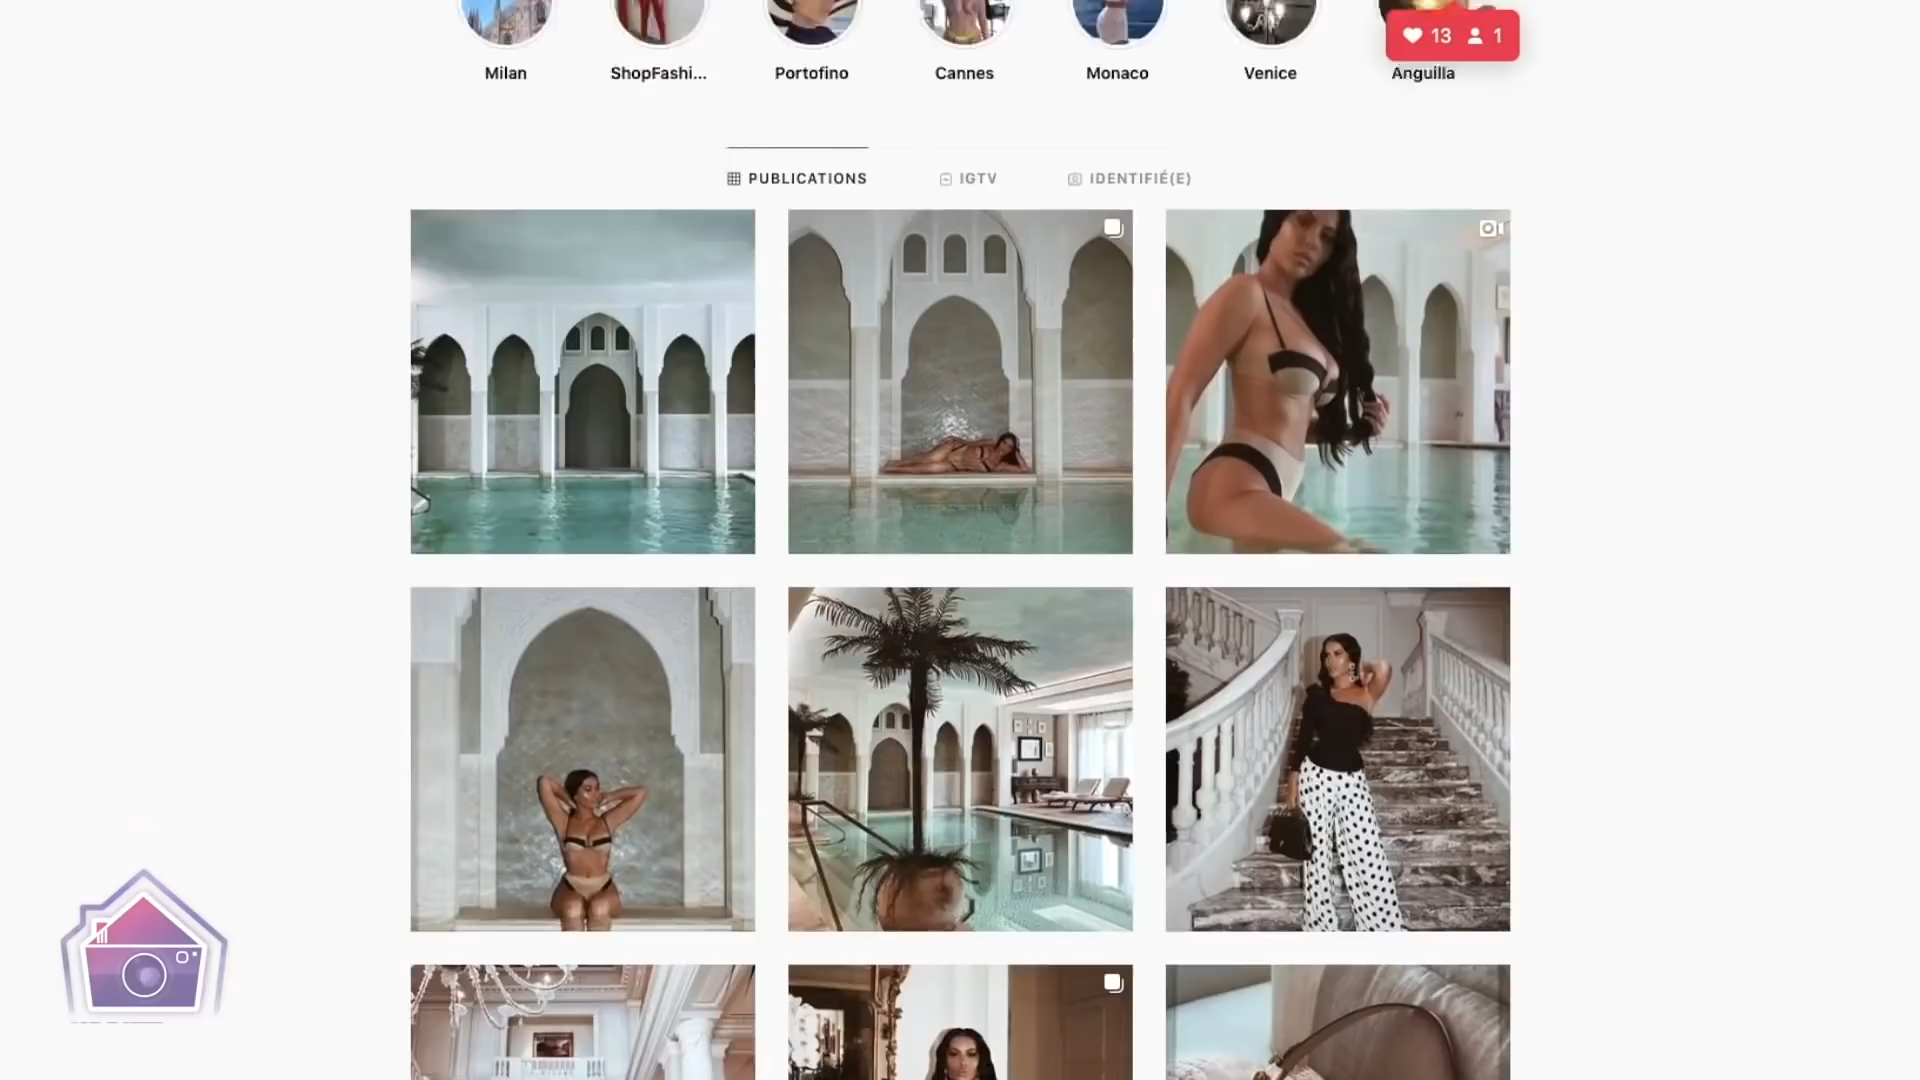 13 1
Milan
ShopFashi...
Portofino
Cannes
Monaco
Venice
Anguilla
PUBLICATIONS
IGTV
IDENTIFIÉ(E)